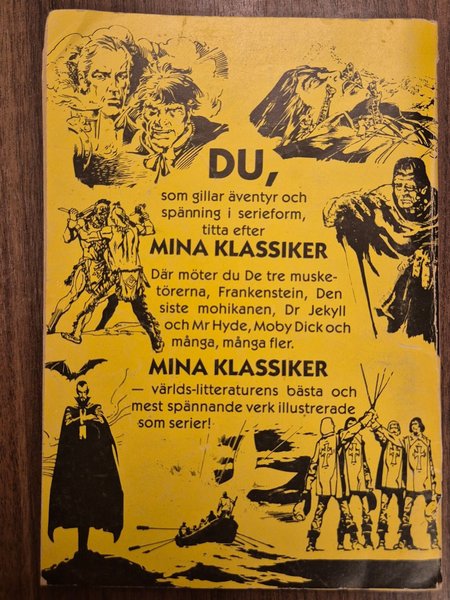 DU,
som gillar äventyr och
spänning i serieform,
titta efter
MINA KLASSIKER
Där möter du De tre muske-
törerna, Frankenstein, Den
siste mohikanen, Dr Jekyll
och Mr Hyde, Moby Dick och
många, många fler.
MINA KLASSIKER
– världs-litteraturens bästa och
mest spännande verk illustrerade
som serier!